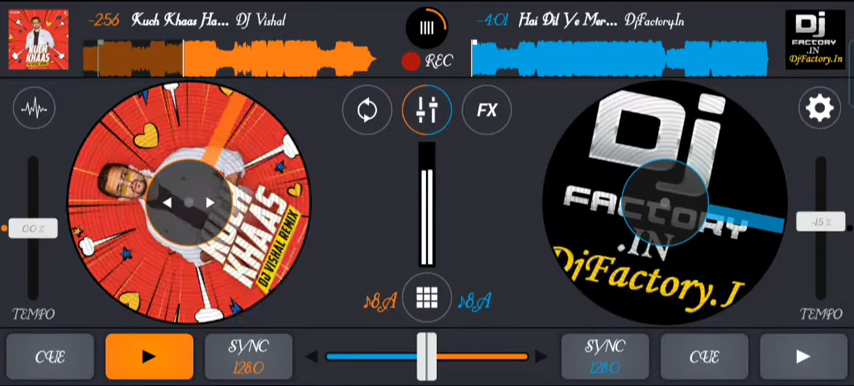 -2:56 Kuch Khaas Ha... DJ Vishal
-4:01 Hai Dil Ye Mer... DjFactory.In
KUCH
KHAAS
REC
Dj
FACTORY
.IN
DjFactory.In
FX
KUCH
KHAAS
DJ VISHAL REMIX
Dj
FACTORY
.IN
DjFactory.I
0.0 %
-1.5 %
TEMPO
8A
8A
TEMPO
CUE
SYNC
128.0
SYNC
128.0
CUE